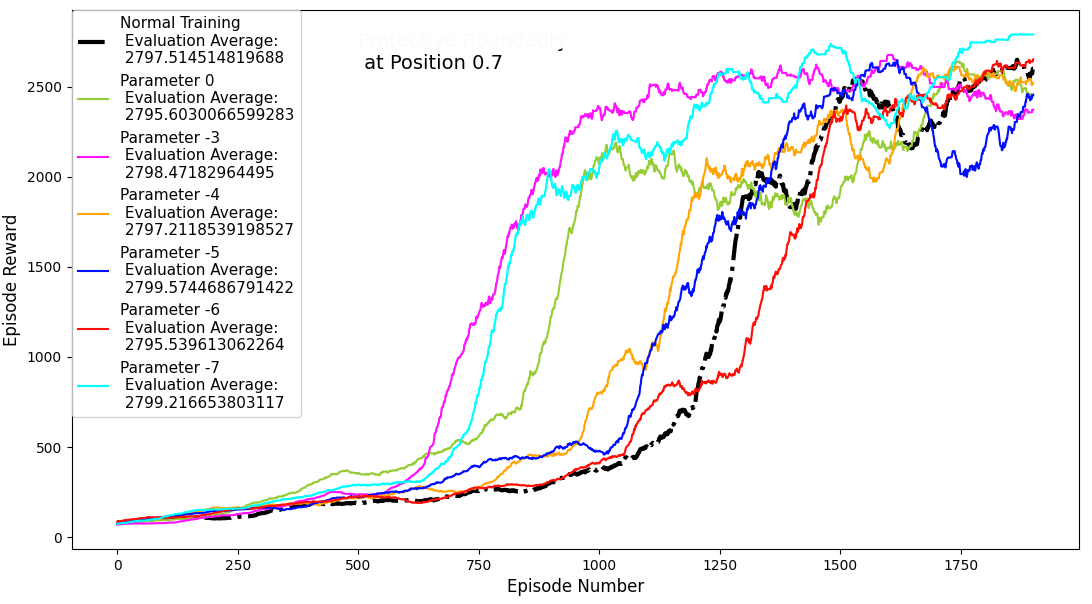 Normal Training
Evaluation Average:
2797.514514819688
Parameter 0
Evaluation Average:
2795.6030066599283
Parameter -3
Evaluation Average:
2798.47182964495
Parameter -4
Evaluation Average:
2797.2118539198527
Parameter -5
Evaluation Average:
2799.5744686791422
Parameter -6
Evaluation Average:
2795.539613062264
Parameter -7
Evaluation Average:
2799.216653803117
Protective
at Position 0.7
Episode Reward
2500
2000
1500
1000
500
0
0 250 500 750 1000 1250 1500 1750
Episode Number